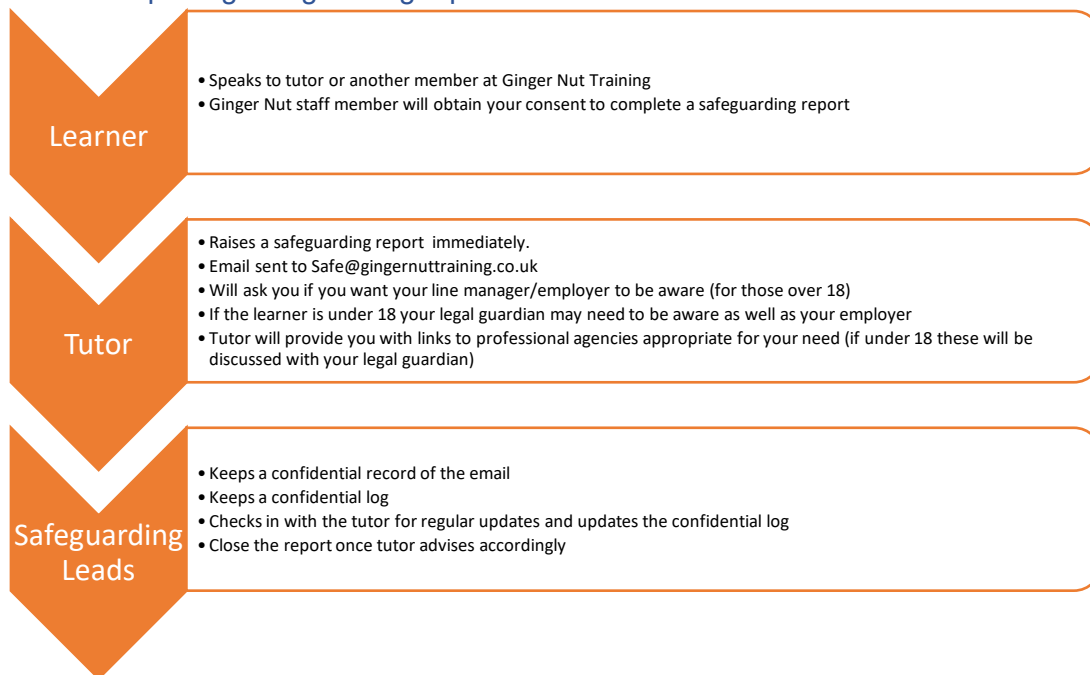 Learner
• Speaks to tutor or another member at Ginger Nut Training
• Ginger Nut staff member will obtain your consent to complete a safeguarding report
Tutor
• Raises a safeguarding report immediately.
• Email sent to Safe@gingernuttraining.co.uk
• Will ask you if you want your line manager/employer to be aware (for those over 18)
• If the learner is under 18 your legal guardian may need to be aware as well as your employer
• Tutor will provide you with links to professional agencies appropriate for your need (if under 18 these will be
discussed with your legal guardian)
Safeguarding
Leads
• Keeps a confidential record of the email
• Keeps a confidential log
• Checks in with the tutor for regular updates and updates the confidential log
• Close the report once tutor advises accordingly